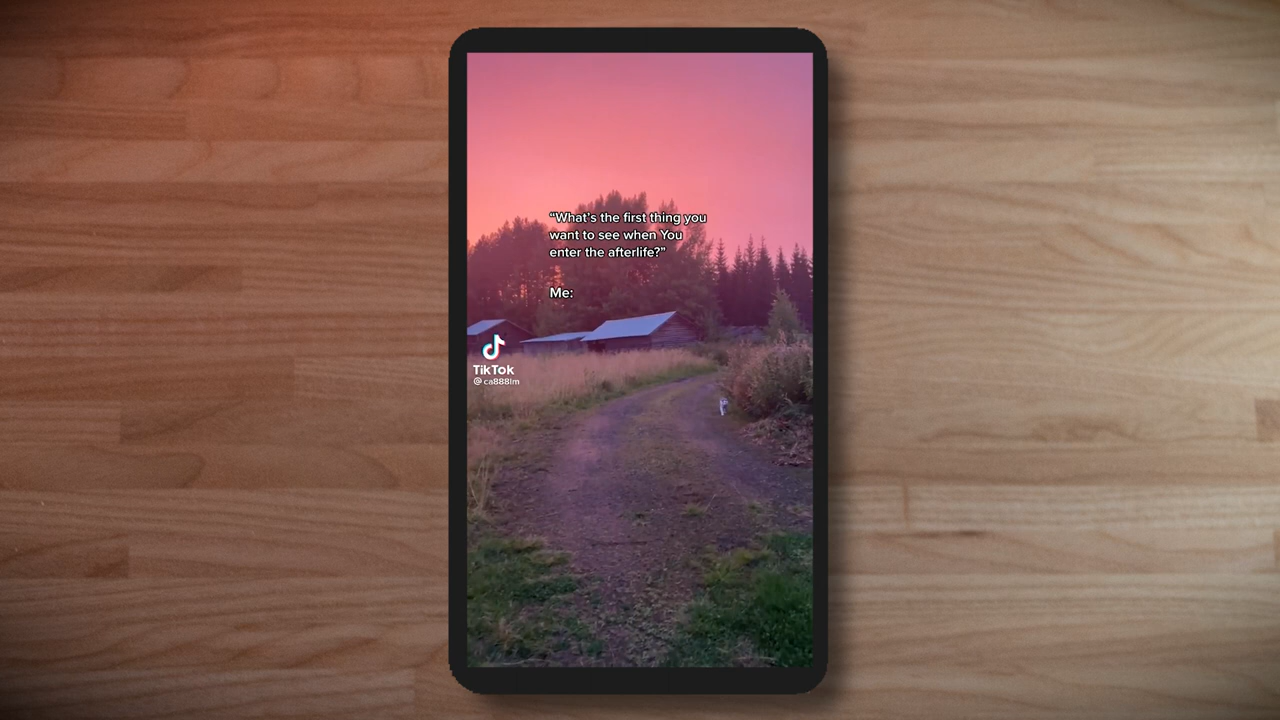 “What's the first thing you
want to see when You
enter the afterlife?”
Me:
TikTok
@ca888lm